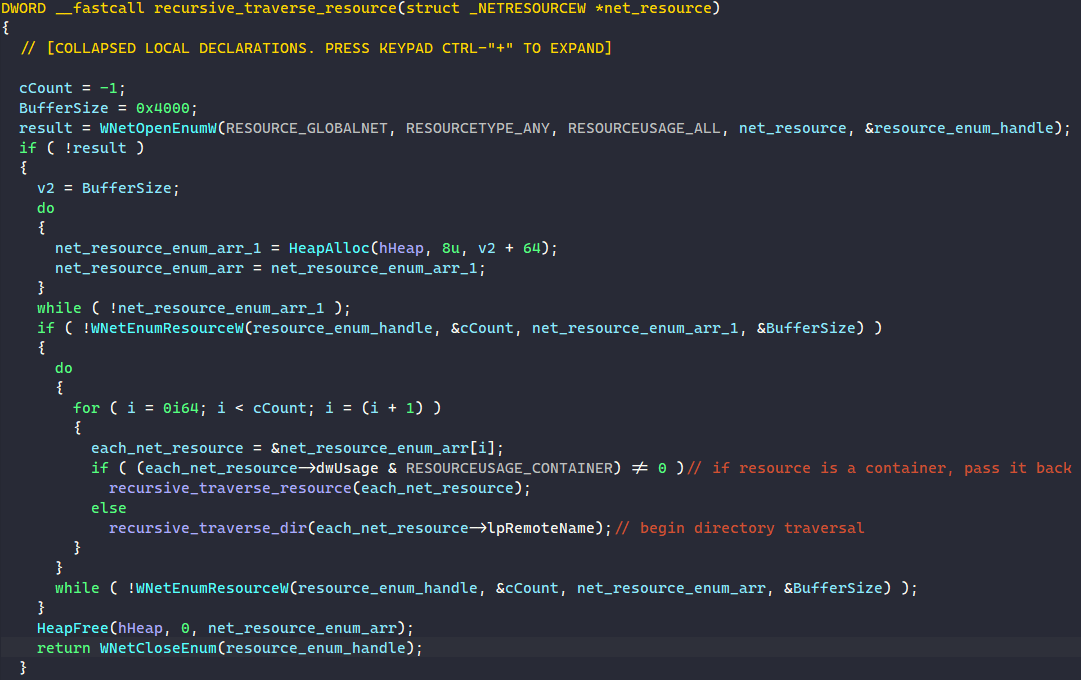 DWORD __fastcall recursive_traverse_resource(struct _NETRESOURCEW *net_resource)
{
  // [COLLAPSED LOCAL DECLARATIONS. PRESS KEYPAD CTRL-"+" TO EXPAND]

  cCount = -1;
  BufferSize = 0x4000;
  result = WNetOpenEnumW(RESOURCE_GLOBALNET, RESOURCETYPE_ANY, RESOURCEUSAGE_ALL, net_resource, &resource_enum_handle);
  if ( !result )
  {
    v2 = BufferSize;
    do
    {
      net_resource_enum_arr_1 = HeapAlloc(hHeap, 8u, v2 + 64);
      net_resource_enum_arr = net_resource_enum_arr_1;
    }
    while ( !net_resource_enum_arr_1 );
    if ( !WNetEnumResourceW(resource_enum_handle, &cCount, net_resource_enum_arr_1, &BufferSize) )
    {
      do
      {
        for ( i = 0i64; i < cCount; i = (i + 1) )
        {
          each_net_resource = &net_resource_enum_arr[i];
          if ( (each_net_resource->dwUsage & RESOURCEUSAGE_CONTAINER) != 0 )// if resource is a container, pass it back
            recursive_traverse_resource(each_net_resource);
          else
            recursive_traverse_dir(each_net_resource->lpRemoteName);// begin directory traversal
        }
      }
      while ( !WNetEnumResourceW(resource_enum_handle, &cCount, net_resource_enum_arr, &BufferSize) );
    }
    HeapFree(hHeap, 0, net_resource_enum_arr);
    return WNetCloseEnum(resource_enum_handle);
  }